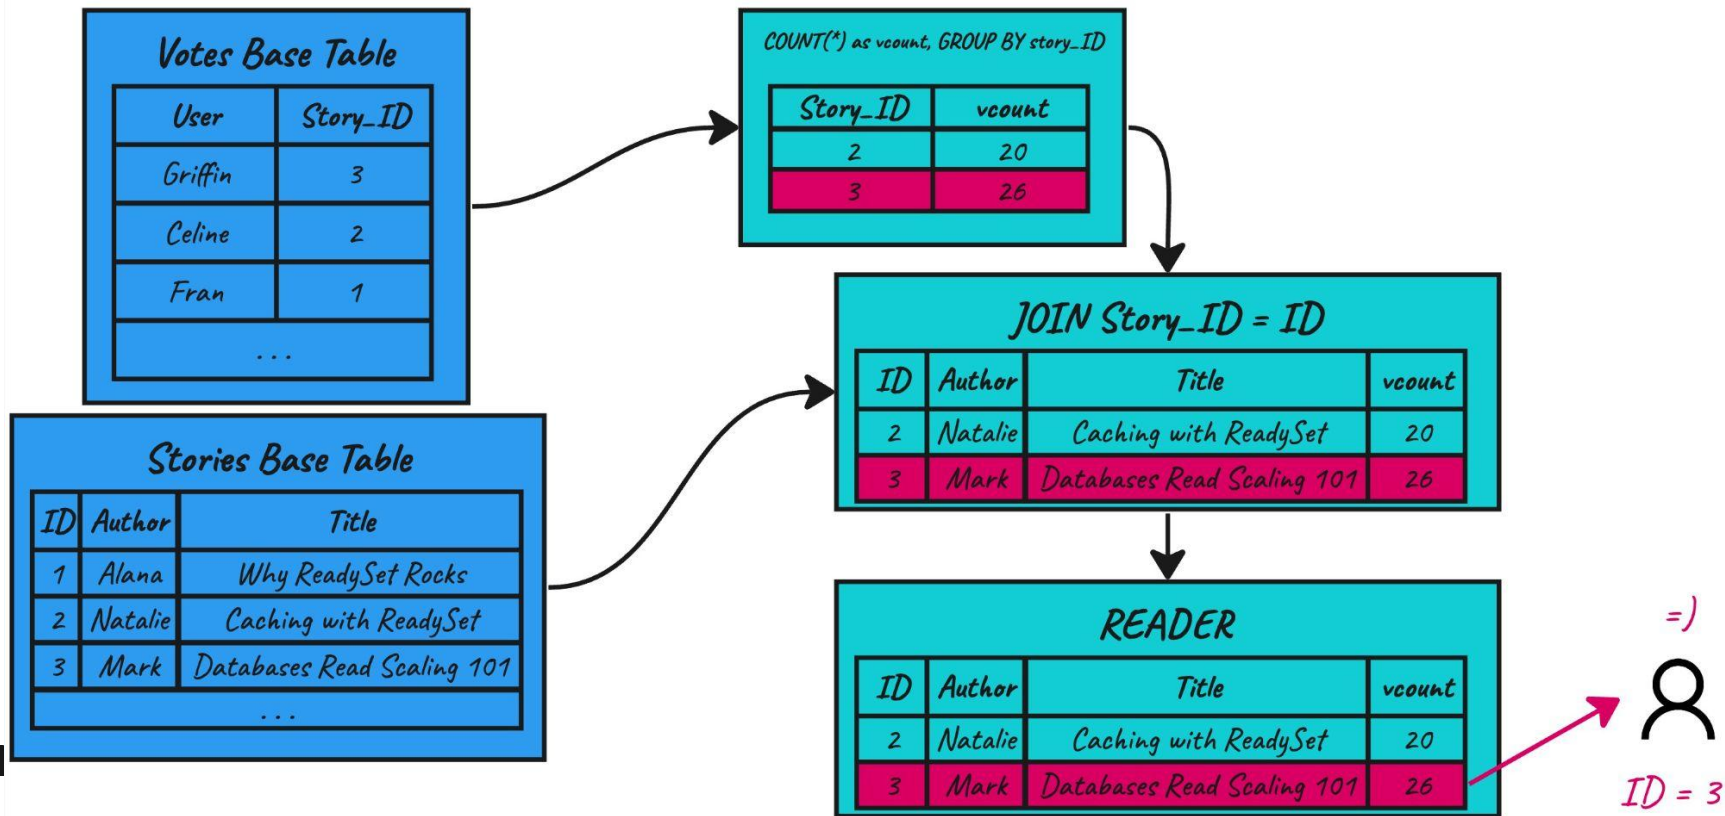 Votes Base Table
User Story_ID
Griffin 3
Celine 2
Fran 1
...
Stories Base Table
ID Author Title
1 Alana Why ReadySet Rocks
2 Natalie Caching with ReadySet
3 Mark Databases Read Scaling 101
...
COUNT(*) as vcount, GROUP BY story_ID
Story_ID vcount
2 20
3 26
JOIN Story_ID = ID
ID Author Title vcount
2 Natalie Caching with ReadySet 20
3 Mark Databases Read Scaling 101 26
READER
ID Author Title vcount
2 Natalie Caching with ReadySet 20
3 Mark Databases Read Scaling 101 26
=)
ID = 3